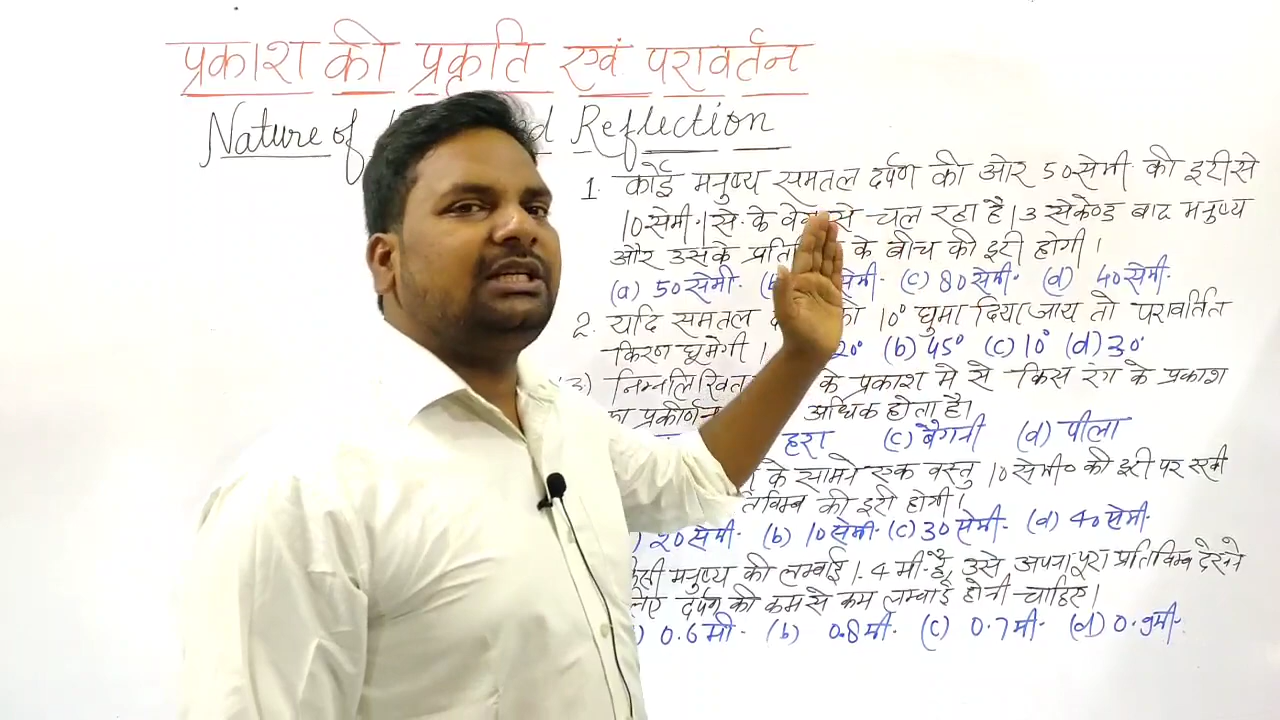 प्रकाश की प्रकृति एवं परावर्तन
Nature of Reflection
1. कोई मनुष्य समतल दर्पण की ओर 50 सेमी की दूरी से
10 सेमी./से. के वेग से चल रहा है। 3 सेकेण्ड बाद मनुष्य
और उसके के बीच की दूरी होगी।
(a) 50 सेमी. सेमी. (c) 80 सेमी. (d) 40 सेमी.
2. यदि समतल को 10° घुमा दिया जाय तो परावर्तित
किरण घूमेगी। 20° (b) 45° (c) 10° (d) 30°
3) निम्नलिखित के प्रकाश मे से किस रंग के प्रकाश
का प्रकीर्णन अधिक होता है।
हरा (c) बैगनी (d) पीला
के सामने एक वस्तु 10 सेमी० की दूरी पर रखी
की दूरी होगी।
20 सेमी. (b) 10 सेमी. (c) 30 सेमी. (d) 40 सेमी.
मनुष्य की लम्बाई 1.4 मी. है, उसे अपना पूरा प्रतिविम्ब देखने
लिए दर्पण की कम से कम लम्बाई होनी चाहिए।
0.6 मी. (b) 0.8 मी. (c) 0.7 मी. (d) 0.9 मी.